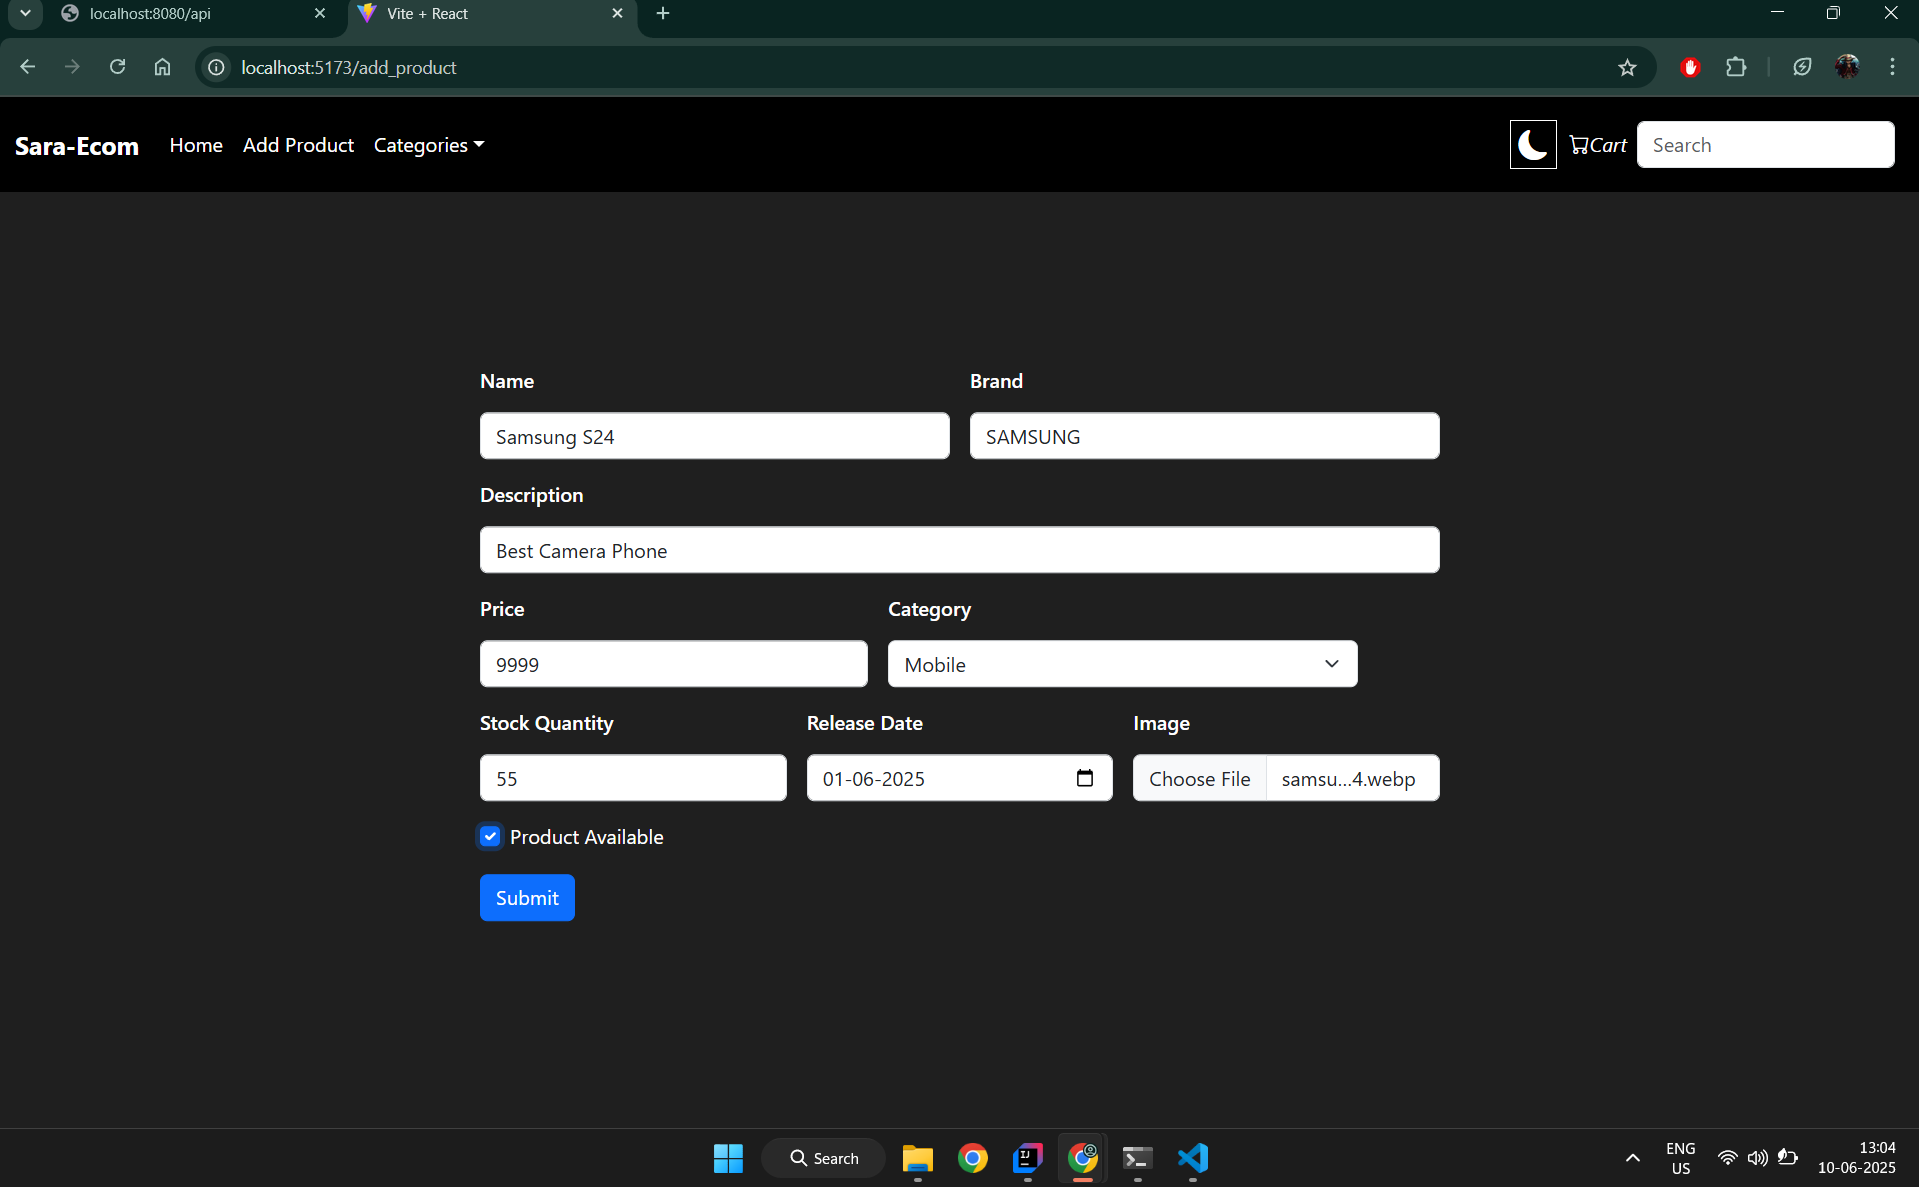 localhost:8080/api
Vite + React
localhost:5173/add_product
Sara-Ecom Home Add Product Categories Cart Search
Name Brand
Samsung S24 SAMSUNG
Description
Best Camera Phone
Price Category
9999 Mobile
Stock Quantity Release Date Image
55 01-06-2025 Choose File samsu...4.webp
Product Available
Submit
Search
ENG
US
13:04
10-06-2025